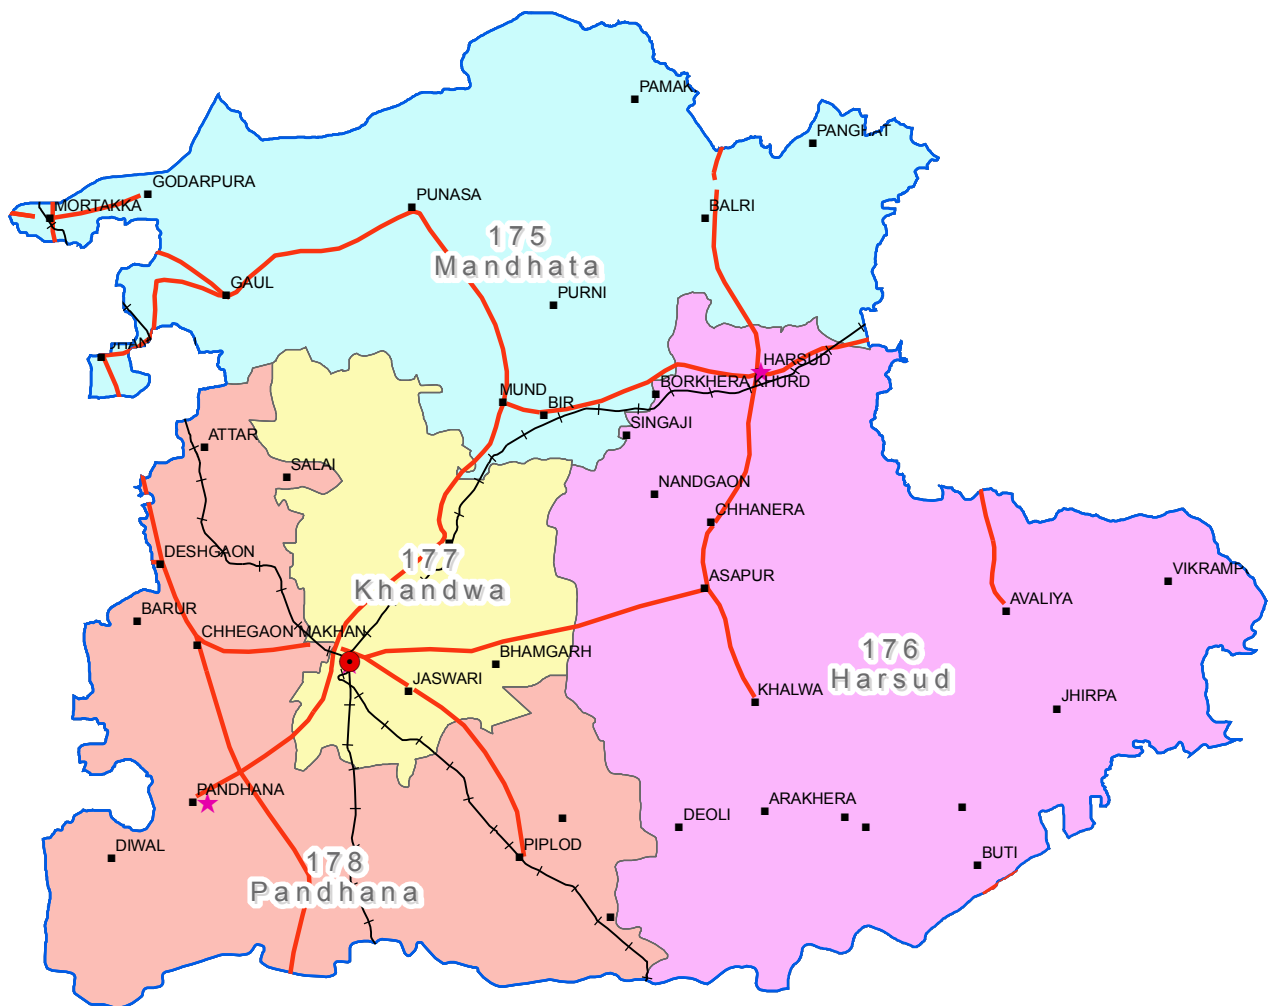 PAMAK
PANGHAT
GODARPURA
MORTAKKA
PUNASA
BALRI
175
Mandhata
GAUL
PURNI
HARSUD
MUND
BIR
BORKHERA KHURD
SINGAJI
ATTAR
SALAI
NANDGAON
CHHANERA
DESHGAON
177
Khandwa
ASAPUR
AVALIYA
BARUR
CHHEGAON MAKHAN
BHAMGARH
JASWARI
176
Harsud
KHALWA
JHIRPA
PANDHANA
ARAKHERA
DEOLI
DIWAL
PIPLOD
BUTI
178
Pandhana